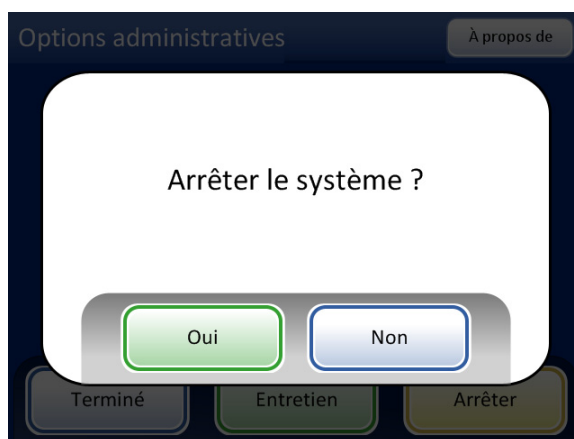 Options administratives
À propos de
Arrêter le système ?
Oui
Non
Terminé
Entretien
Arrêter